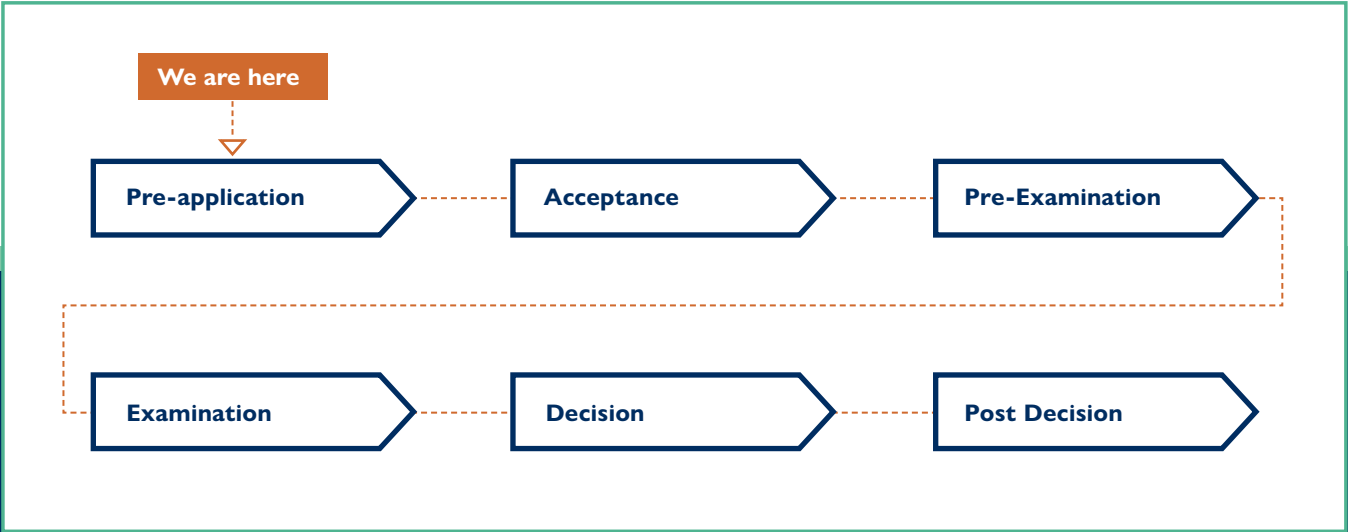 We are here
Pre-application
Acceptance
Pre-Examination
Examination
Decision
Post Decision